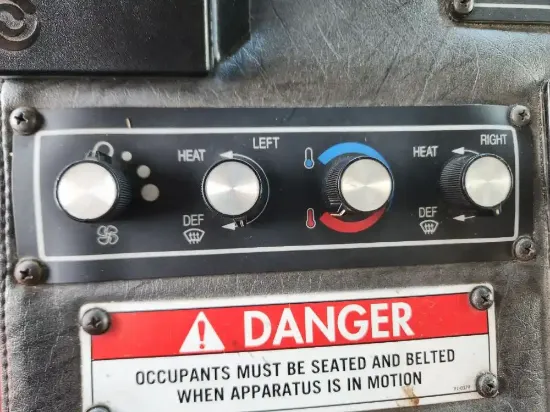 LEFT
RIGHT
HEAT
HEAT
DEF
DEF
DANGER
OCCUPANTS MUST BE SEATED AND BELTED
WHEN APPARATUS IS IN MOTION